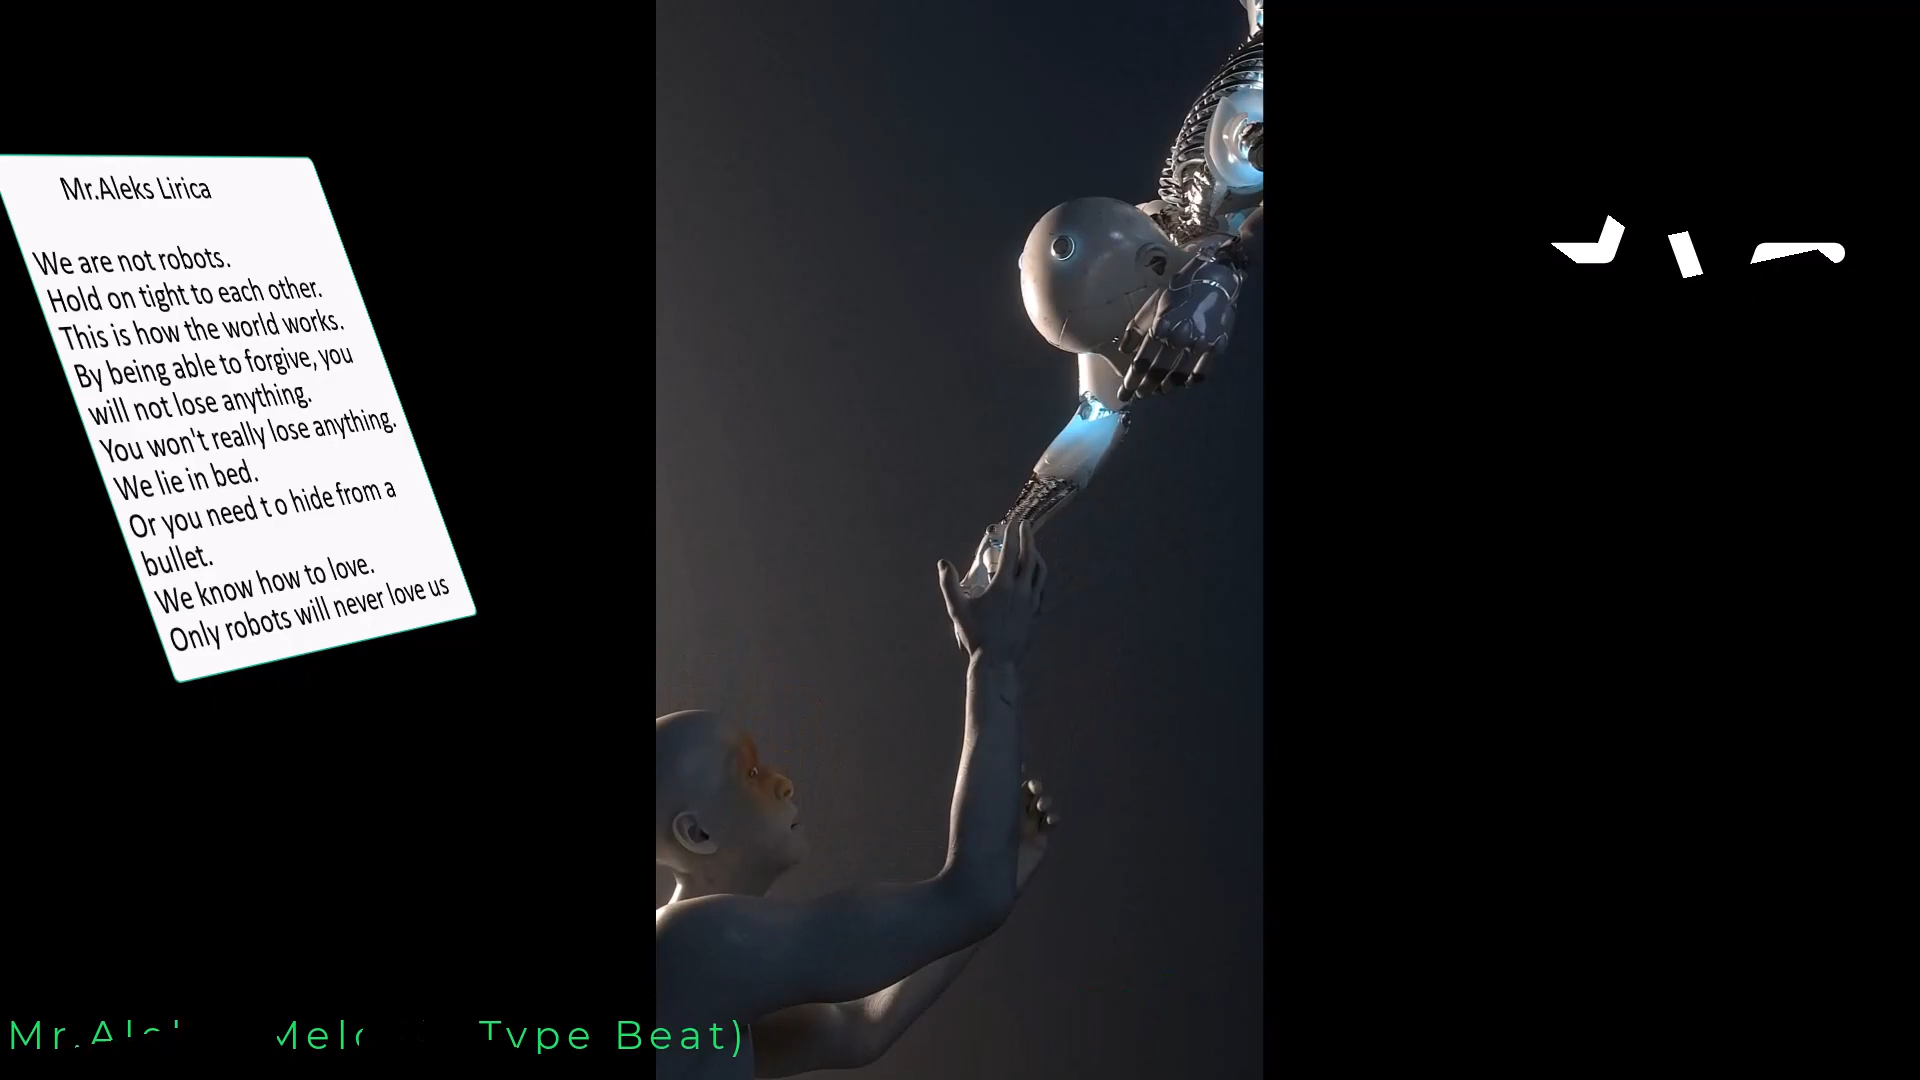 Mr.Aleks Lirica
We are not robots.
Hold on tight to each other.
This is how the world works.
By being able to forgive, you
will not lose anything.
You won't really lose anything.
We lie in bed.
Or you need t o hide from a
bullet.
We know how to love.
Only robots will never love us
Type Beat)